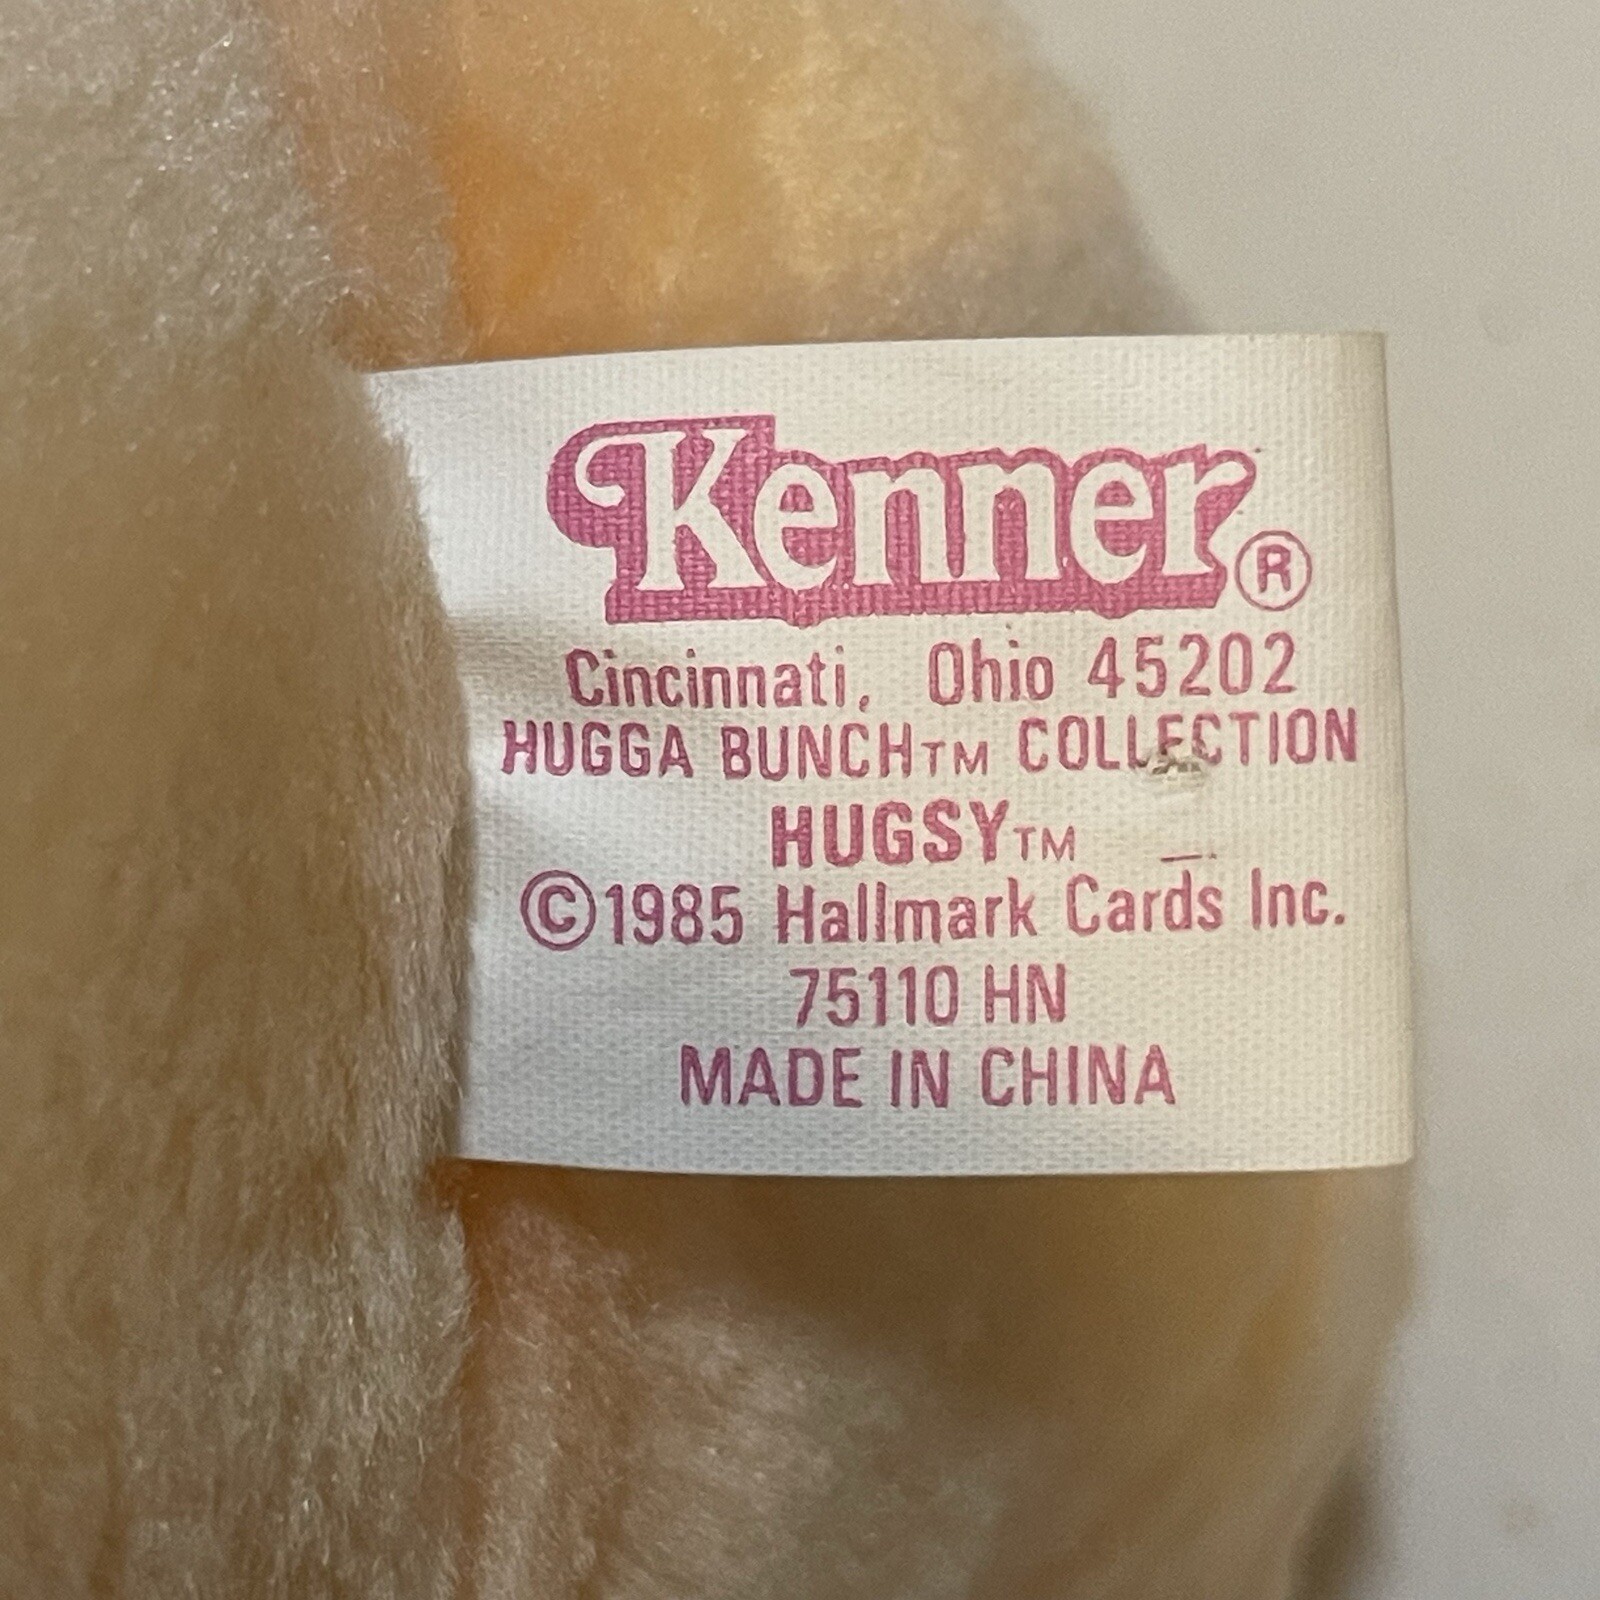 Kenner®
Cincinnati, Ohio 45202
HUGGA BUNCH™ COLLECTION
HUGSY™
©1985 Hallmark Cards Inc.
75110 HN
MADE IN CHINA